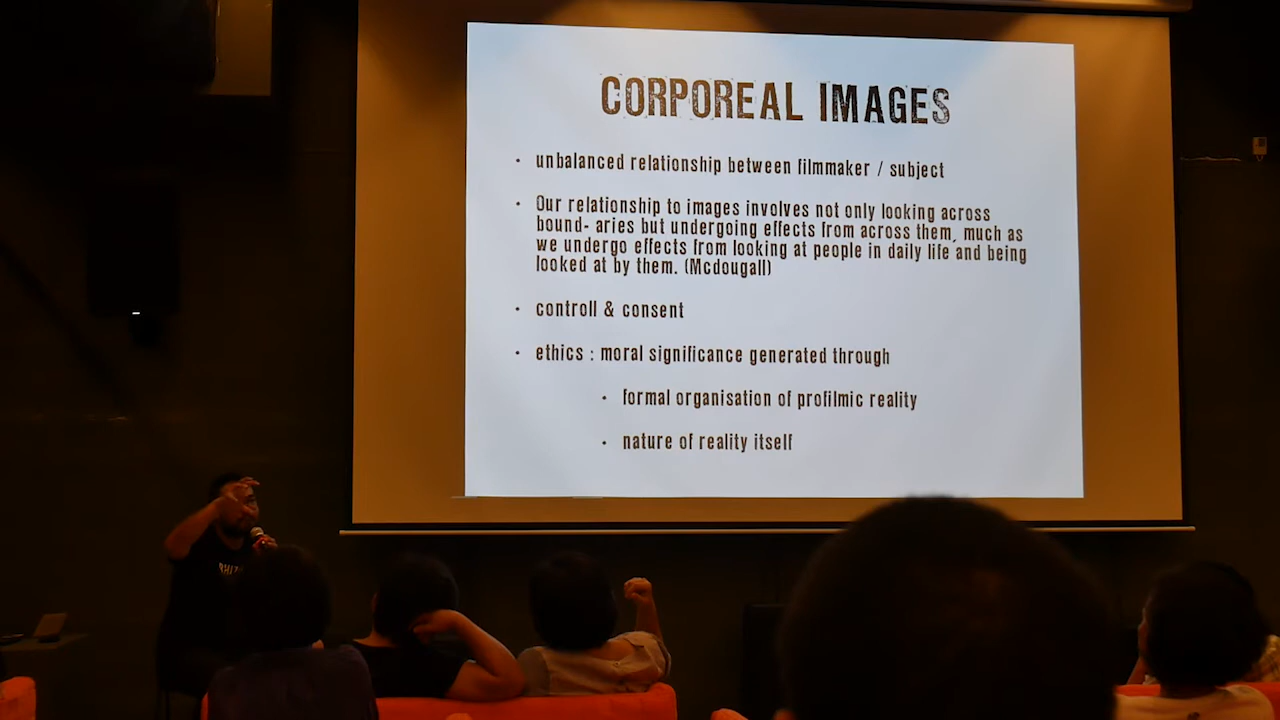 CORPOREAL IMAGES
• unbalanced relationship between filmmaker / subject
• Our relationship to images involves not only looking across
bound- aries but undergoing effects from across them, much as
we undergo effects from looking at people in daily life and being
looked at by them. (Mcdougall)
• controll & consent
• ethics : moral significance generated through
• formal organisation of profilmic reality
• nature of reality itself